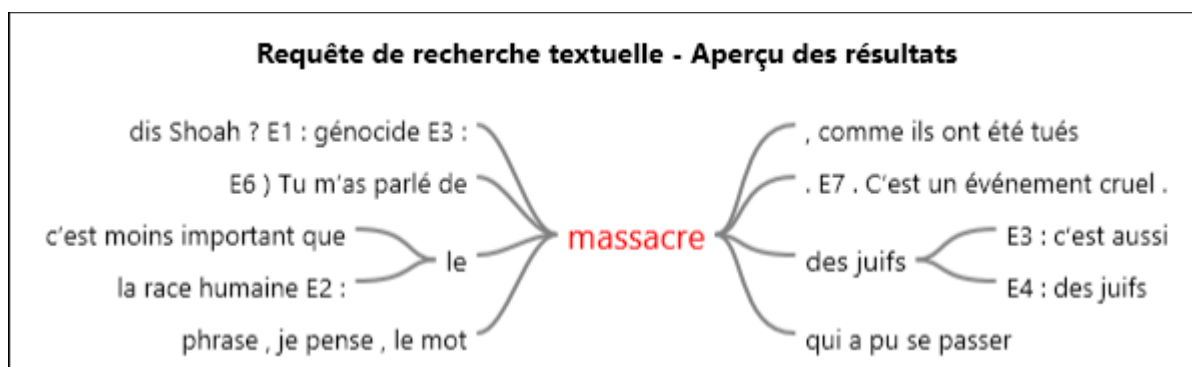 Requête de recherche textuelle - Aperçu des résultats
dis Shoah ? E1 : génocide E3 :
E6 ) Tu m'as parlé de
c'est moins important que
le
la race humaine E2 :
phrase , je pense , le mot
massacre
, comme ils ont été tués
. E7 . C'est un événement cruel .
des juifs
E3 : c'est aussi
E4 : des juifs
qui a pu se passer